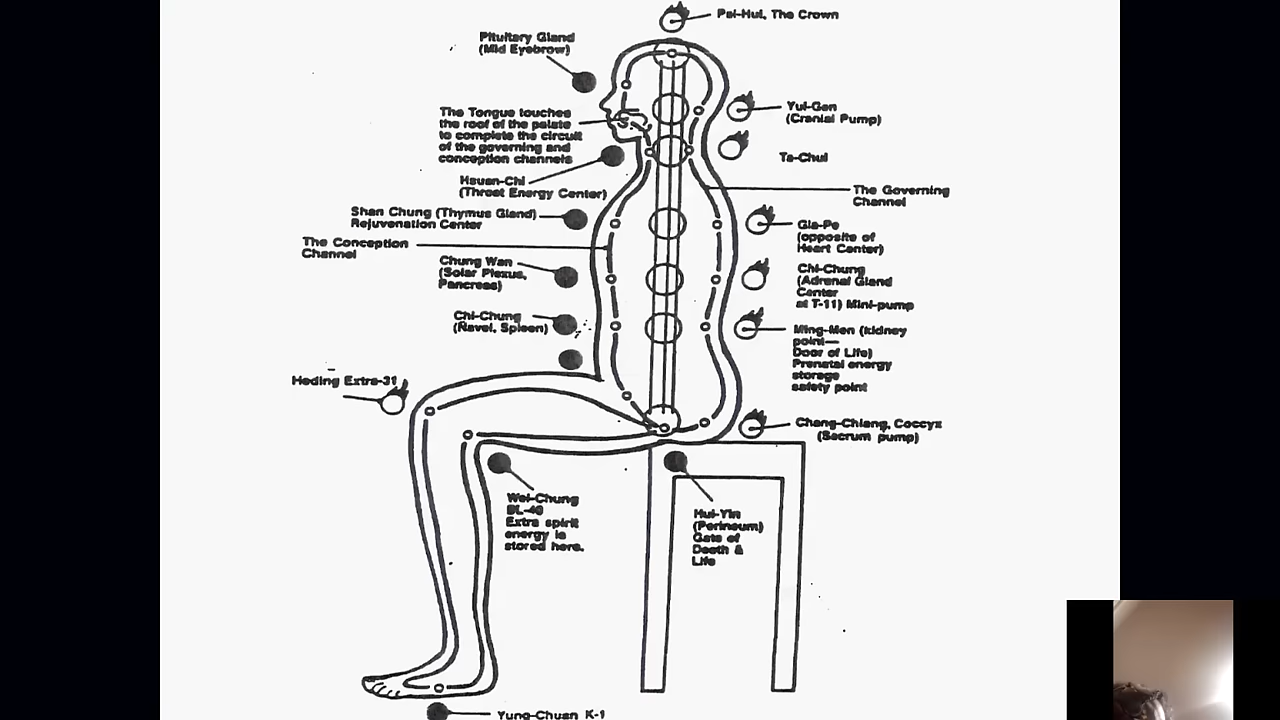 Pai-Hui, The Crown
Pituitary Gland
(Mid Eyebrow)
The Tongue touches
the roof of the palate
to complete the circuit
of the governing and
conception channels
Yui-Gen
(Cranial Pump)
Ta-Chui
Hsuan-Chi
(Throat Energy Center)
The Governing
Channel
Shan Chung (Thymus Gland)
Rejuvenation Center
Gia-Pe
(opposite of
Heart Center)
The Conception
Channel
Chung Wan
(Solar Plexus,
Pancreas)
Chi-Chung
(Adrenal Gland
Center
at T-11) Mini-pump
Chi-Chung
(Navel, Spleen)
Ming-Men (kidney
point—
Door of Life)
Prenatal energy
storage
safety point
Heding Extra-31
Chang-Chiang, Coccyx
(Sacrum pump)
Wei-Chung
BL-40
Extra spirit
energy is
stored here.
Hui-Yin
(Perineum)
Gate of
Death &
Life
Yung-Chuan K-1